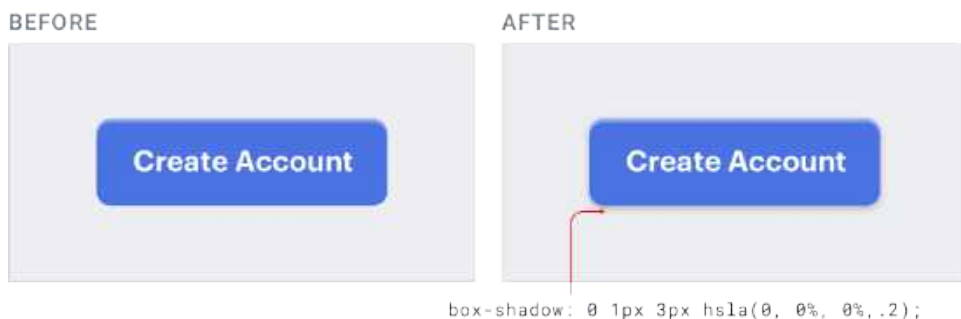 BEFORE
AFTER
Create Account
Create Account
box-shadow: 0 1px 3px hsla(0, 0%, 0%,.2);